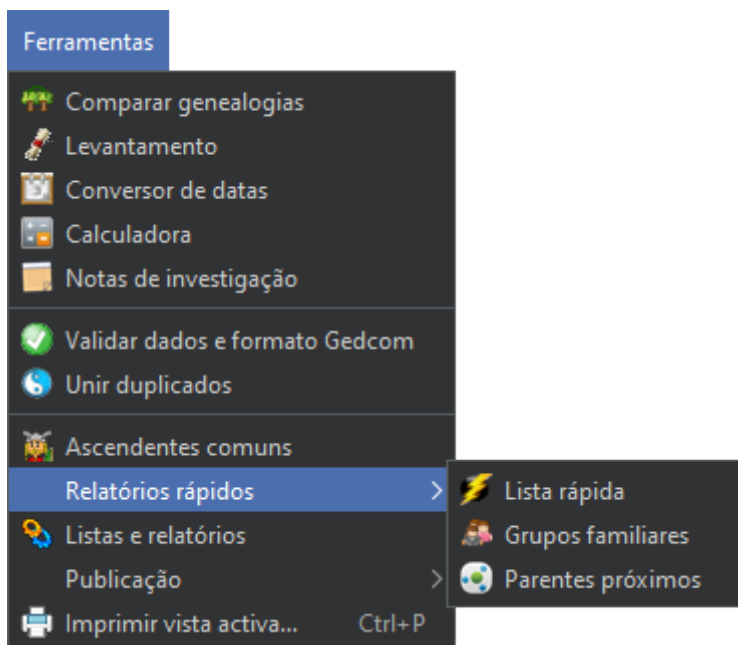 Ferramentas
Comparar genealogias
Levantamento
Conversor de datas
Calculadora
Notas de investigação
Validar dados e formato Gedcom
Unir duplicados
Ascendentes comuns
Relatórios rápidos
Lista rápida
Listas e relatórios
Grupos familiares
Publicação
Parentes próximos
Imprimir vista activa... Ctrl+P